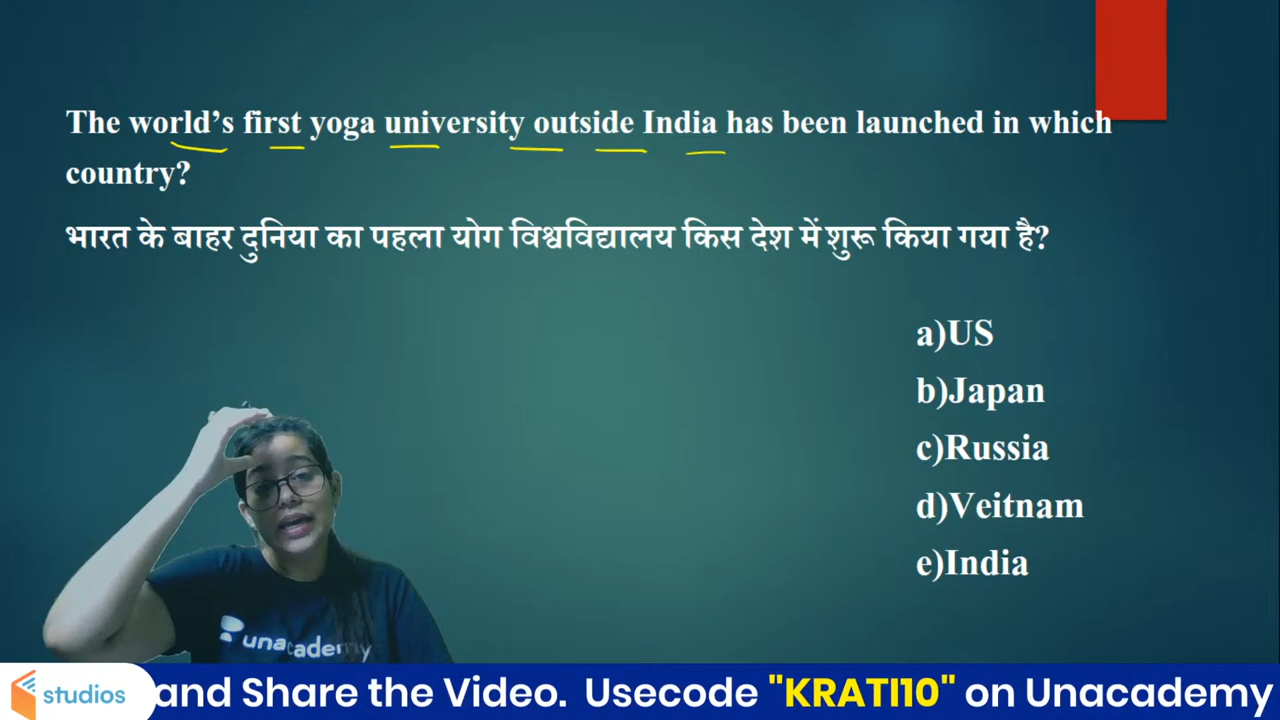 The world's first yoga university outside India has been launched in which
country?
भारत के बाहर दुनिया का पहला योग विश्वविद्यालय किस देश में शुरू किया गया है?
a)US
b)Japan
c)Russia
d)Veitnam
e)India
unacademy
studios
and Share the Video. Usecode "KRATI10" on Unacademy